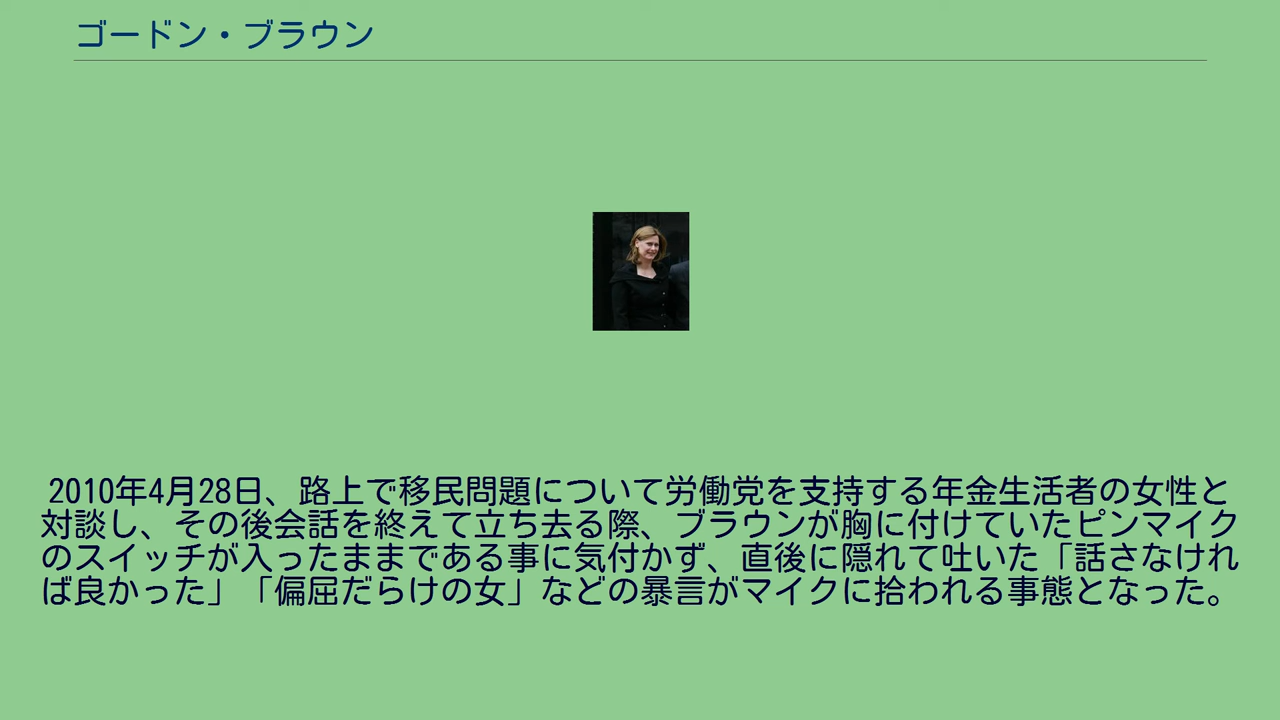 ゴードン・ブラウン
2010年4月28日、路上で移民問題について労働党を支持する年金生活者の女性と
対談し、その後会話を終えて立ち去る際、ブラウンが胸に付けていたピンマイク
のスイッチが入ったままである事に気付かず、直後に隠れて吐いた「話さなけれ
ば良かった」「偏屈だらけの女」などの暴言がマイクに拾われる事態となった。